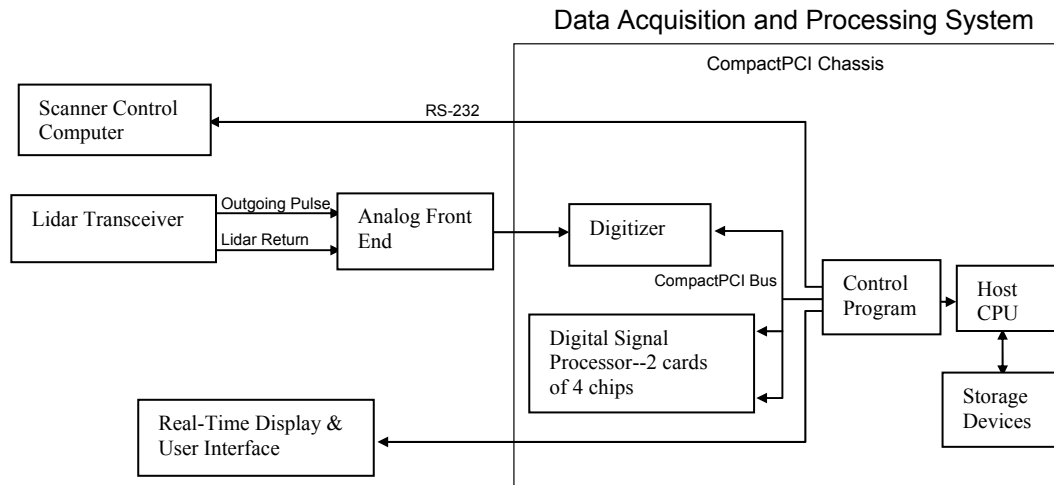 Data Acquisition and Processing System
CompactPCI Chassis
Scanner Control
Computer
RS-232
Lidar Transceiver
Outgoing Pulse
Lidar Return
Analog Front
End
Digitizer
CompactPCI Bus
Control
Program
Host
CPU
Digital Signal
Processor--2 cards
of 4 chips
Storage
Devices
Real-Time Display &
User Interface